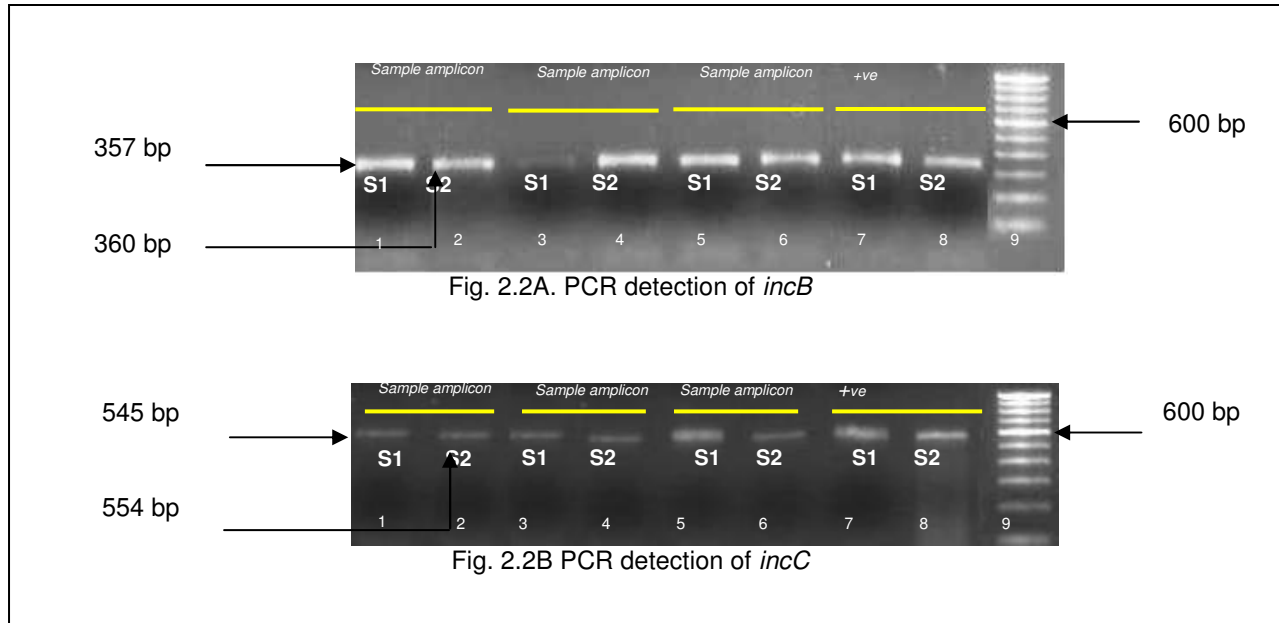 Sample amplicon Sample amplicon Sample amplicon +ve
600 bp
357 bp
S1 S2 S1 S2 S1 S2 S1 S2
360 bp
1 2 3 4 5 6 7 8 9
Fig. 2.2A. PCR detection of incB
Sample amplicon Sample amplicon Sample amplicon +ve
545 bp
600 bp
S1 S2 S1 S2 S1 S2 S1 S2
554 bp
1 2 3 4 5 6 7 8 9
Fig. 2.2B PCR detection of incC